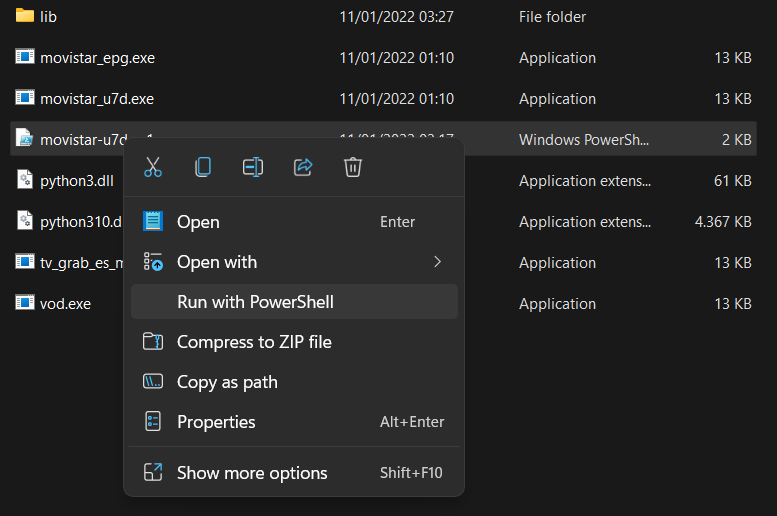 lib 11/01/2022 03:27 File folder
movistar_epg.exe 11/01/2022 01:10 Application 13 KB
movistar_u7d.exe 11/01/2022 01:10 Application 13 KB
movistar-u7d Windows PowerSh... 2 KB
python3.dll Application extens... 61 KB
python310.d Application extens... 4.367 KB
Open Enter
tv_grab_es_m Application 13 KB
Open with
vod.exe Application 13 KB
Run with PowerShell
Compress to ZIP file
Copy as path
Properties Alt+Enter
Show more options Shift+F10